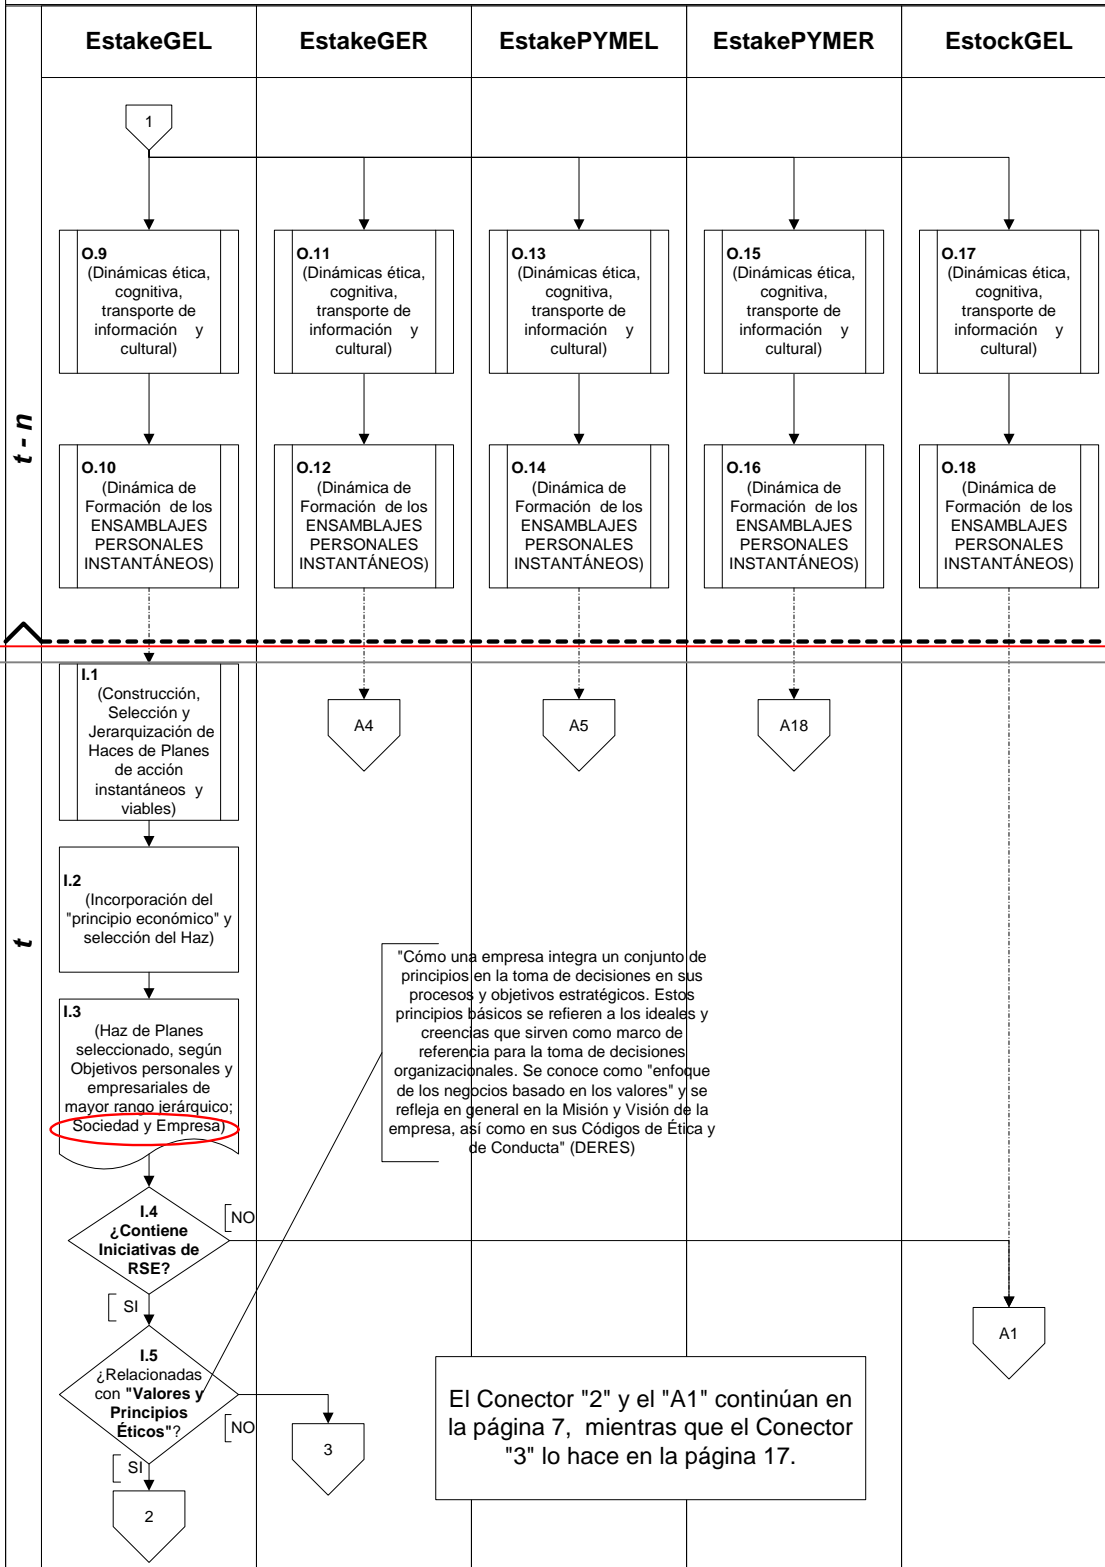 EstakeGEL
EstakeGER
EstakePYMEL
EstakePYMER
EstockGEL
t - n
1
O.9
(Dinámicas ética,
cognitiva,
transporte de
información y
cultural)
O.11
(Dinámicas ética,
cognitiva,
transporte de
información y
cultural)
O.13
(Dinámicas ética,
cognitiva,
transporte de
información y
cultural)
O.15
(Dinámicas ética,
cognitiva,
transporte de
información y
cultural)
O.17
(Dinámicas ética,
cognitiva,
transporte de
información y
cultural)
O.10
(Dinámica de
Formación de los
ENSAMBLAJES
PERSONALES
INSTANTÁNEOS)
O.12
(Dinámica de
Formación de los
ENSAMBLAJES
PERSONALES
INSTANTÁNEOS)
O.14
(Dinámica de
Formación de los
ENSAMBLAJES
PERSONALES
INSTANTÁNEOS)
O.16
(Dinámica de
Formación de los
ENSAMBLAJES
PERSONALES
INSTANTÁNEOS)
O.18
(Dinámica de
Formación de los
ENSAMBLAJES
PERSONALES
INSTANTÁNEOS)
t
I.1
(Construcción,
Selección y
Jerarquización de
Haces de Planes
de acción
instantáneos y
viables)
A4
A5
A18
I.2
(Incorporación del
"principio económico" y
selección del Haz)
I.3
(Haz de Planes
seleccionado, según
Objetivos personales y
empresariales de
mayor rango jerárquico;
Sociedad y Empresa)
"Cómo una empresa integra un conjunto de
principios en la toma de decisiones en sus
procesos y objetivos estratégicos. Estos
principios básicos se refieren a los ideales y
creencias que sirven como marco de
referencia para la toma de decisiones
organizacionales. Se conoce como "enfoque
de los negocios basado en los valores" y se
refleja en general en la Misión y Visión de la
empresa, así como en sus Códigos de Ética y
de Conducta" (DERES)
I.4
¿Contiene
Iniciativas de
RSE?
NO
SI
A1
I.5
¿Relacionadas
con "Valores y
Principios
Éticos"?
NO
SI
3
2
El Conector "2" y el "A1" continúan en
la página 7, mientras que el Conector
"3" lo hace en la página 17.